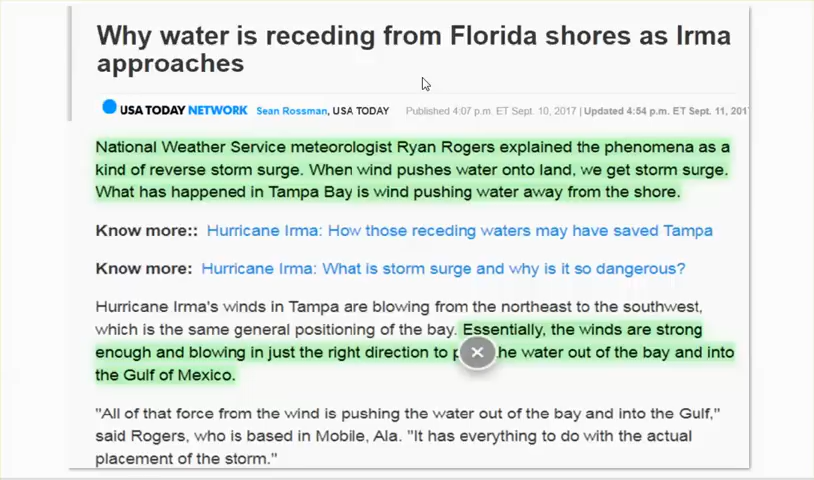 Why water is receding from Florida shores as Irma
approaches
USA TODAY NETWORK Sean Rossman, USA TODAY Published 4:07 p.m. ET Sept. 10, 2017 | Updated 4:54 p.m. ET Sept. 11, 201
National Weather Service meteorologist Ryan Rogers explained the phenomena as a
kind of reverse storm surge. When wind pushes water onto land, we get storm surge.
What has happened in Tampa Bay is wind pushing water away from the shore.
Know more:: Hurricane Irma: How those receding waters may have saved Tampa
Know more: Hurricane Irma: What is storm surge and why is it so dangerous?
Hurricane Irma's winds in Tampa are blowing from the northeast to the southwest,
which is the same general positioning of the bay. Essentially, the winds are strong
enough and blowing in just the right direction to he water out of the bay and into
the Gulf of Mexico.
"All of that force from the wind is pushing the water out of the bay and into the Gulf,"
said Rogers, who is based in Mobile, Ala. "It has everything to do with the actual
placement of the storm."